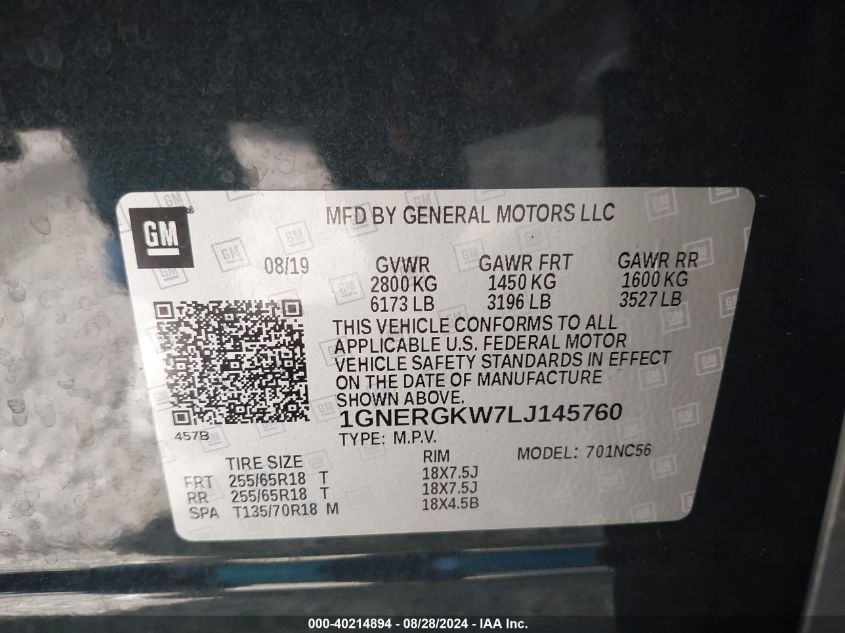 GM
MFD BY GENERAL MOTORS LLC
08/19 GVWR GAWR FRT GAWR RR
2800 KG 1450 KG 1600 KG
6173 LB 3196 LB 3527 LB
THIS VEHICLE CONFORMS TO ALL
APPLICABLE U.S. FEDERAL MOTOR
VEHICLE SAFETY STANDARDS IN EFFECT
ON THE DATE OF MANUFACTURE
SHOWN ABOVE.
1GNERGKW7LJ145760
457B TYPE: M.P.V. MODEL: 701NC56
TIRE SIZE RIM
FRT 255/65R18 T 18X7.5J
RR 255/65R18 T 18X7.5J
SPA T135/70R18 M 18X4.5B
000-40214894 / 08/28/2024 - IAA Inc.